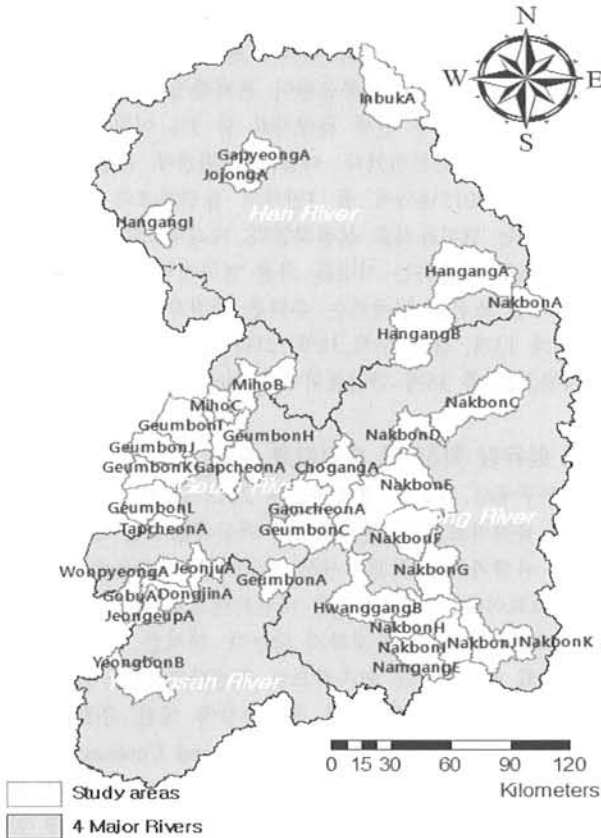 N
W E
S
InbukA
GapyeongA
JojongA
Han River
HangangI
HangangA
NakbonA
HangangB
MihoB
NakbonC
MihoC
GeumbonI
GeumbonH
NakbonD
GeumbonJ
GeumbonK GapcheonA ChogangA
NakbonE
GeumbonL
GamcheonA
River
TapcheonA
GeumbonC
NakbonF
WonpyeongA JeonjuA
GeumbonA
NakbonG
GobuA DongjinA
HwanggangB
JeongeupA
NakbonH
NakbonI NakbonJ NakbonK
YeongbonB
NamgangE
River
0 15 30 60 90 120
Kilometers
Study areas
4 Major Rivers